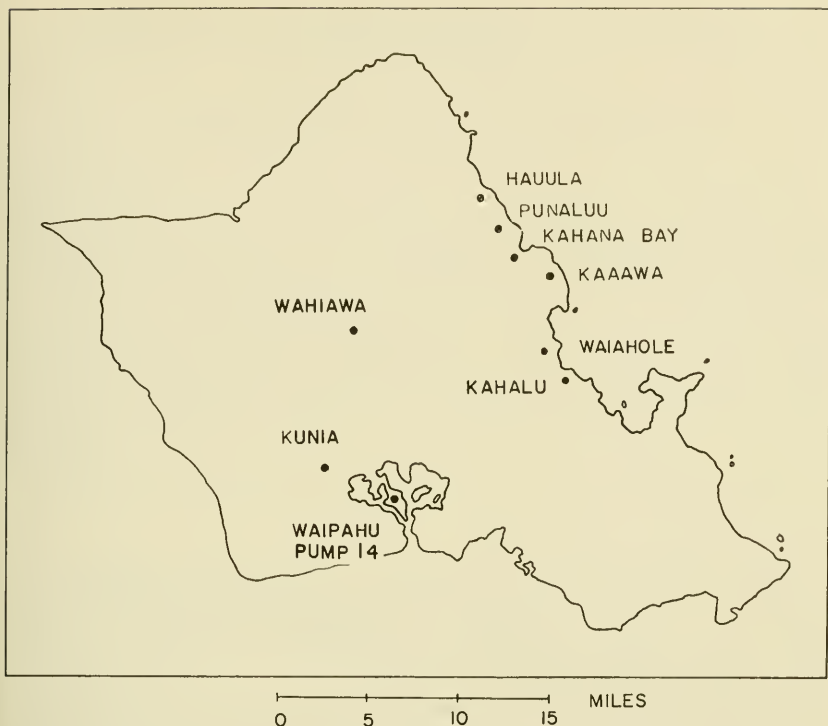 HAUULA
PUNALUU
KAHANA BAY
KAAAWA
WAHIAWA
WAIAHOLE
KAHALU
KUNIA
WAIPAHU
PUMP 14
MILES
0 5 10 15